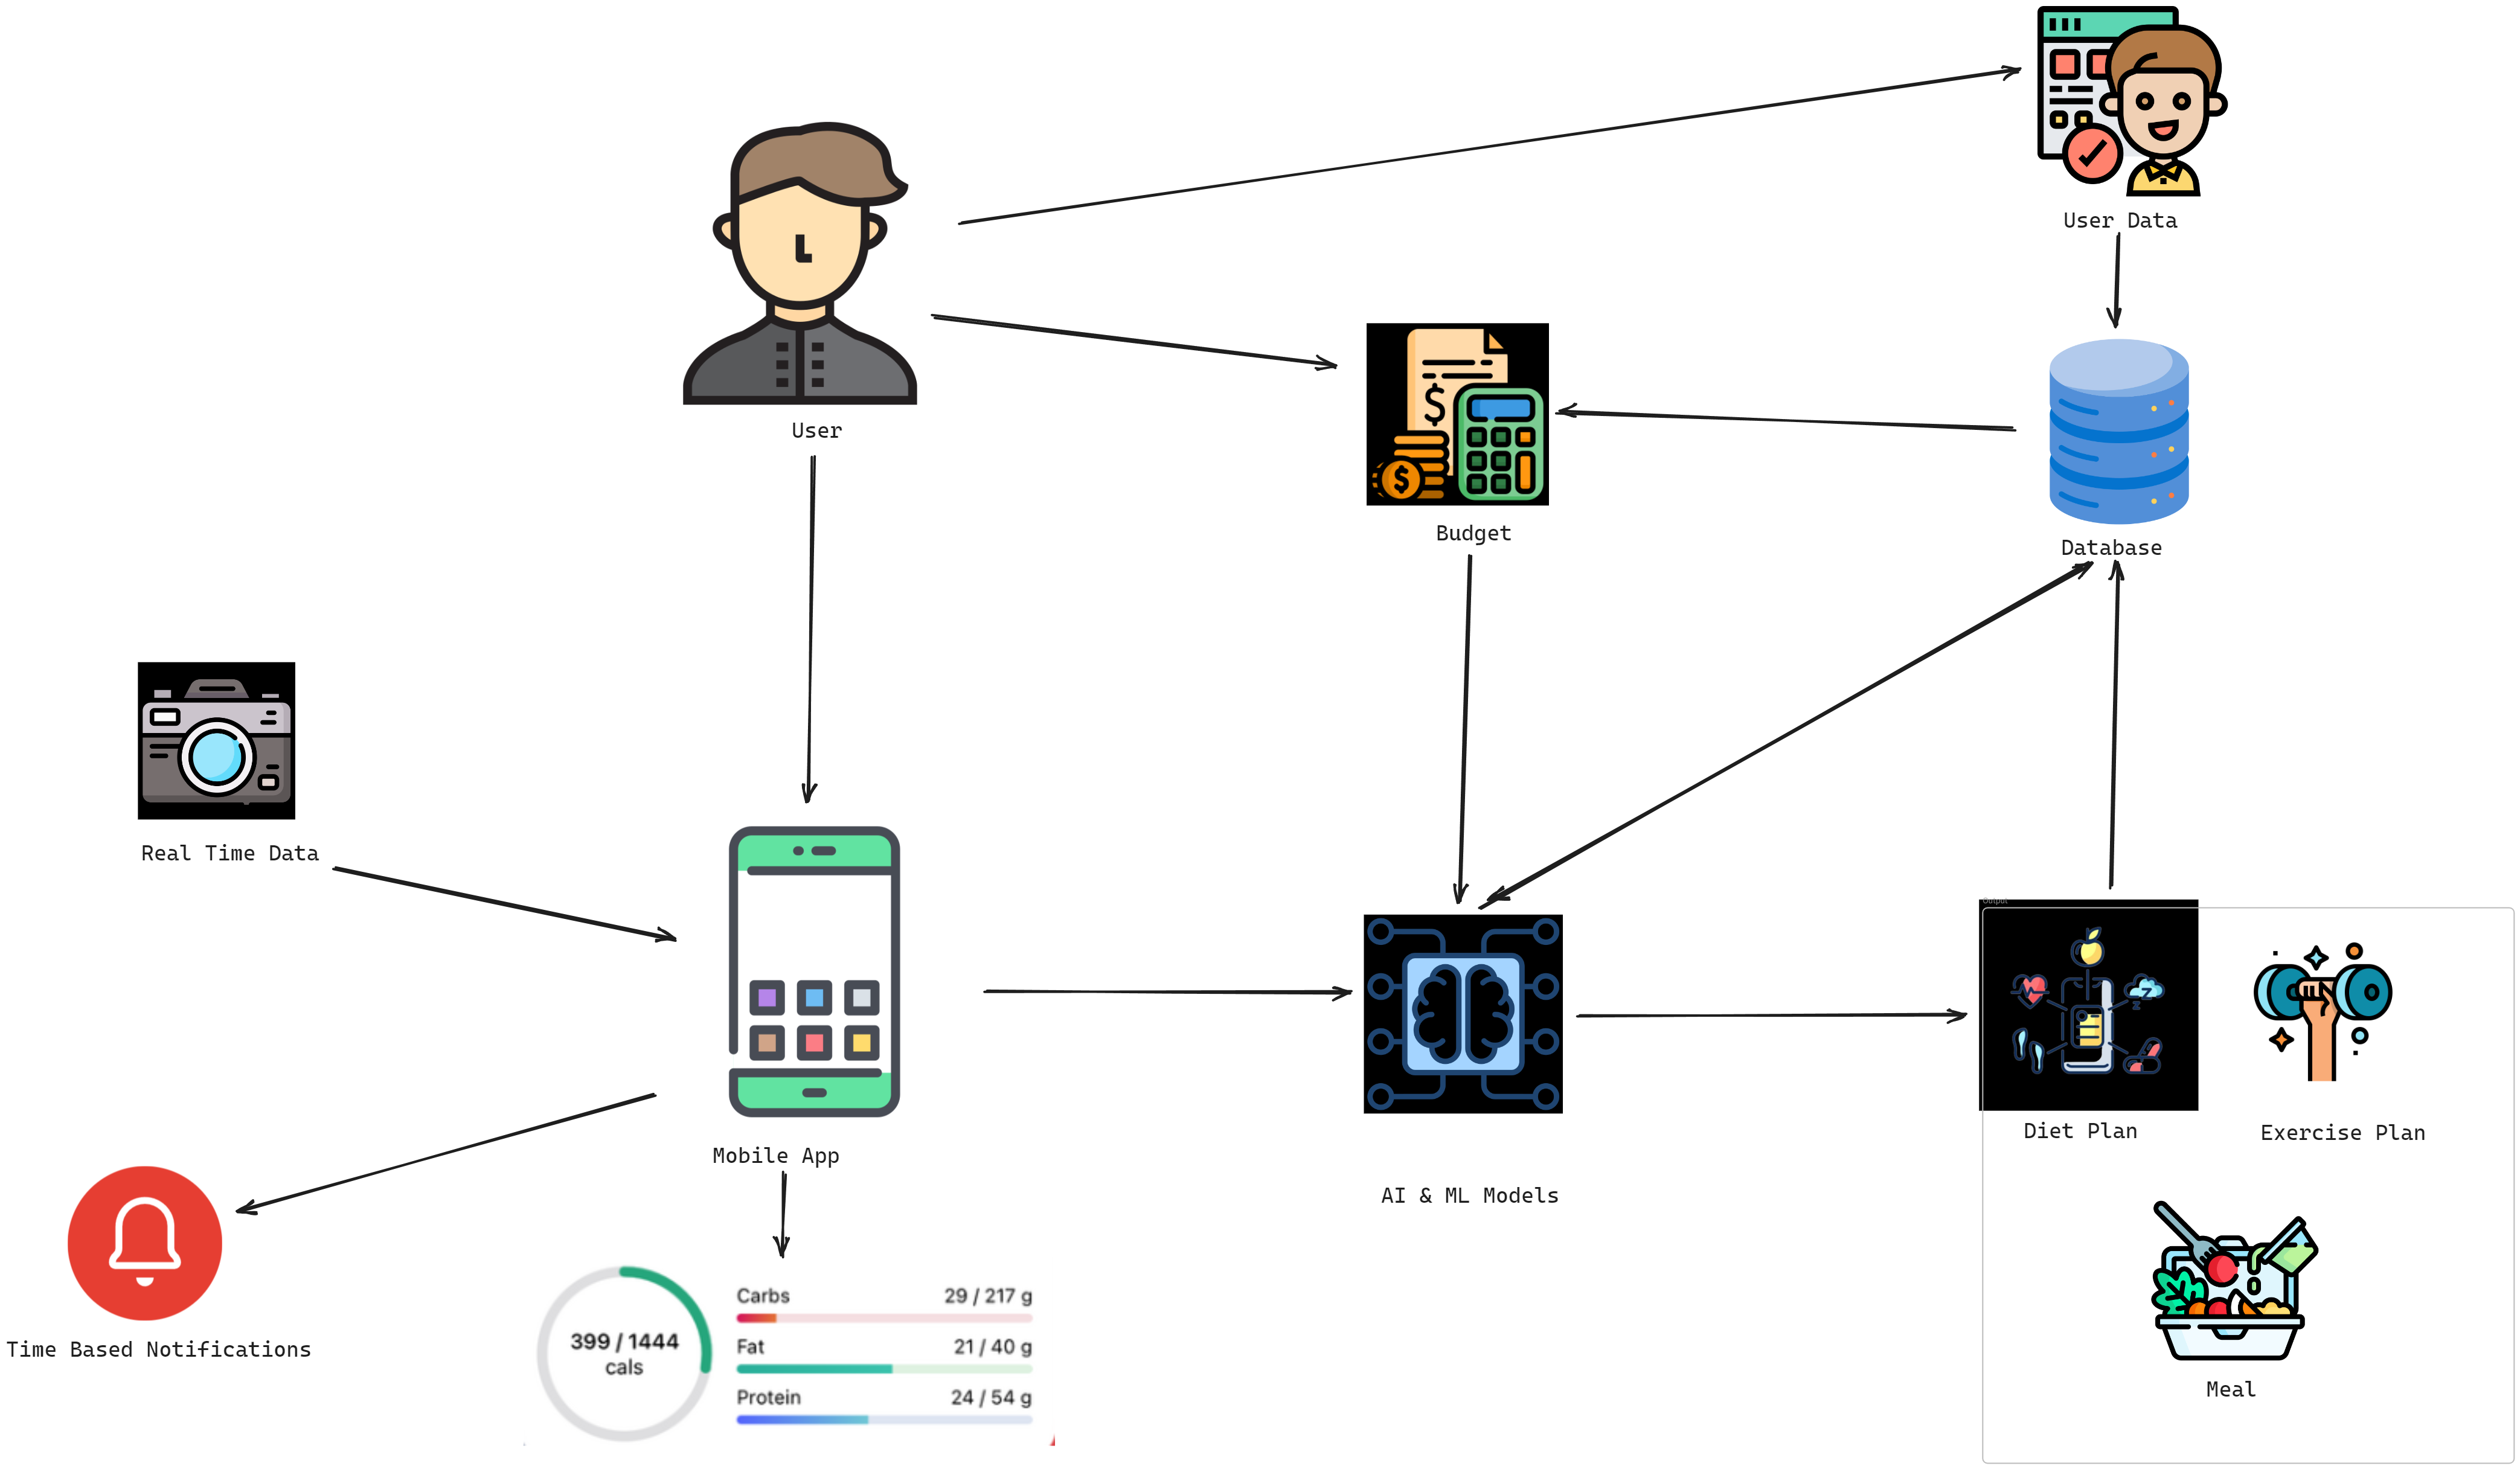 User Data
User
Budget
Database
Real Time Data
Output
Mobile App
AI & ML Models
Diet Plan
Exercise Plan
Time Based Notifications
399 / 1444
cals
Carbs 29 / 217 g
Fat 21 / 40 g
Protein 24 / 54 g
Meal